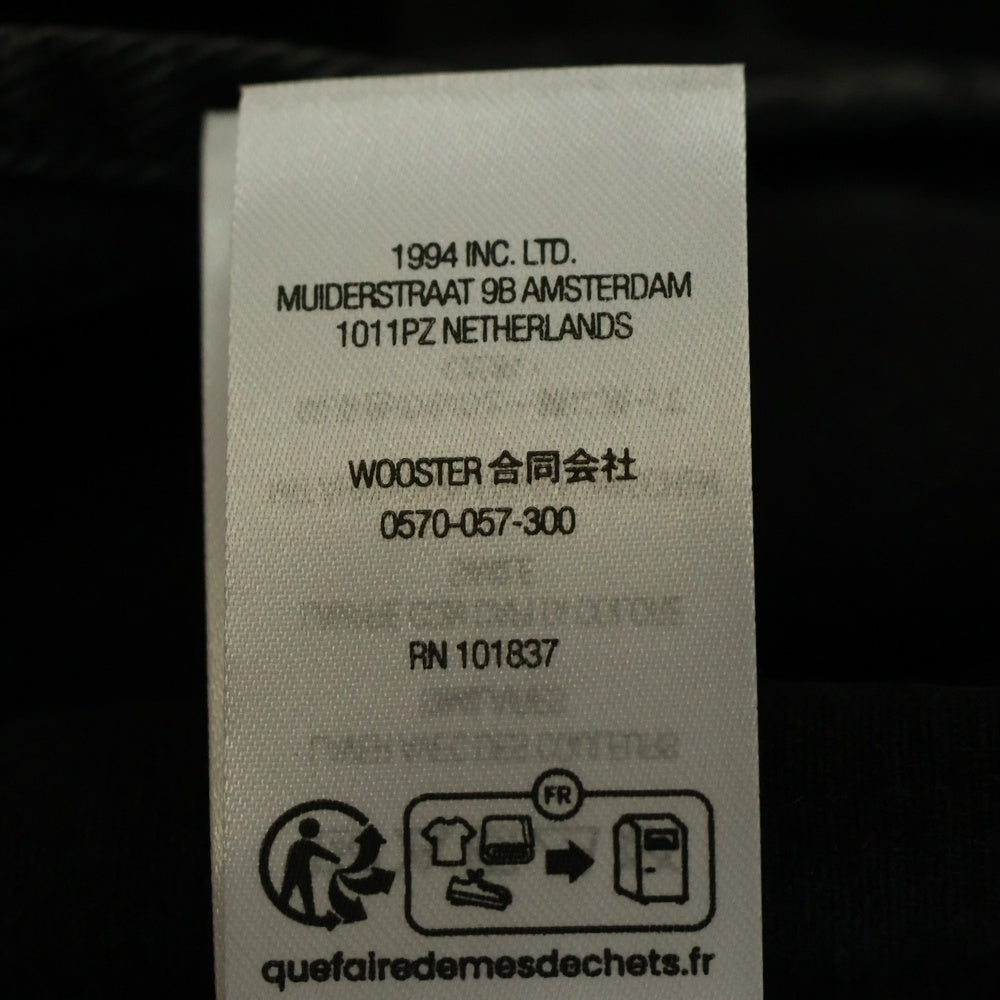 1994 INC. LTD.
MUIDERSTRAAT 9B AMSTERDAM
1011PZ NETHERLANDS
WOOSTER 合同会社
0570-057-300
RN 101837
FR
quefairedemesdechets.fr